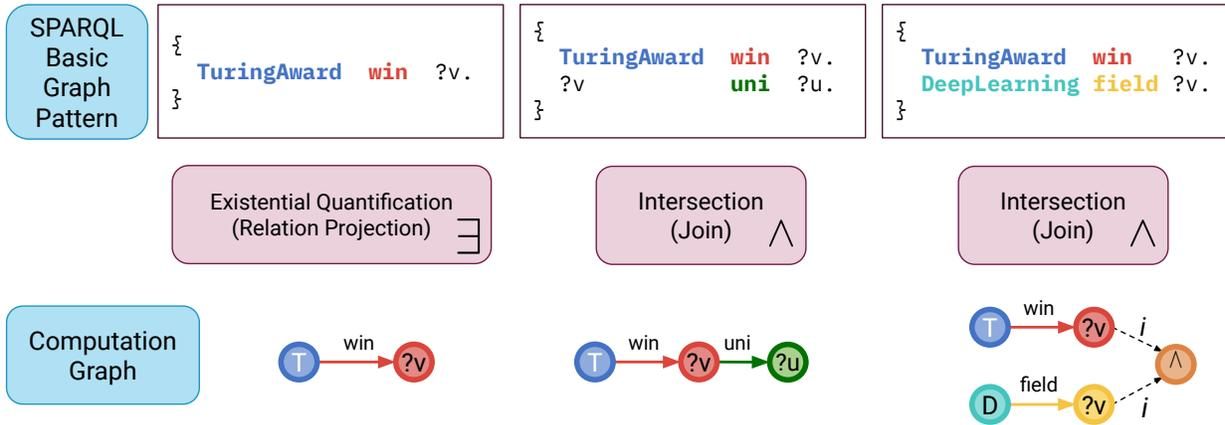 SPARQL
Basic
Graph
Pattern
{
TuringAward win ?v.
}
{
TuringAward win ?v.
?v uni ?u.
}
{
TuringAward win ?v.
DeepLearning field ?v.
}
Existential Quantification
(Relation Projection) ∃
Intersection
(Join) ∧
Intersection
(Join) ∧
Computation
Graph
T win ?v
T win ?v uni ?u
T win ?v i
∧
D field ?v i